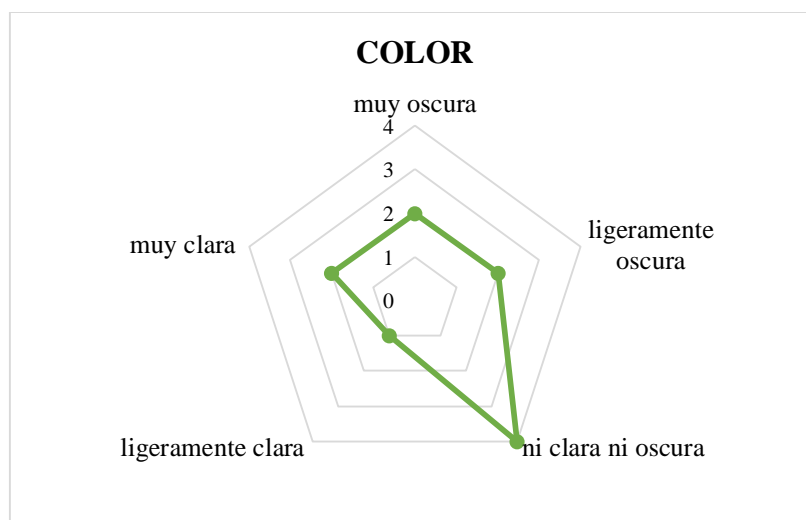 COLOR
muy oscura
4
3
2
1
0
ligeramente
oscura
muy clara
ligeramente clara
ni clara ni oscura